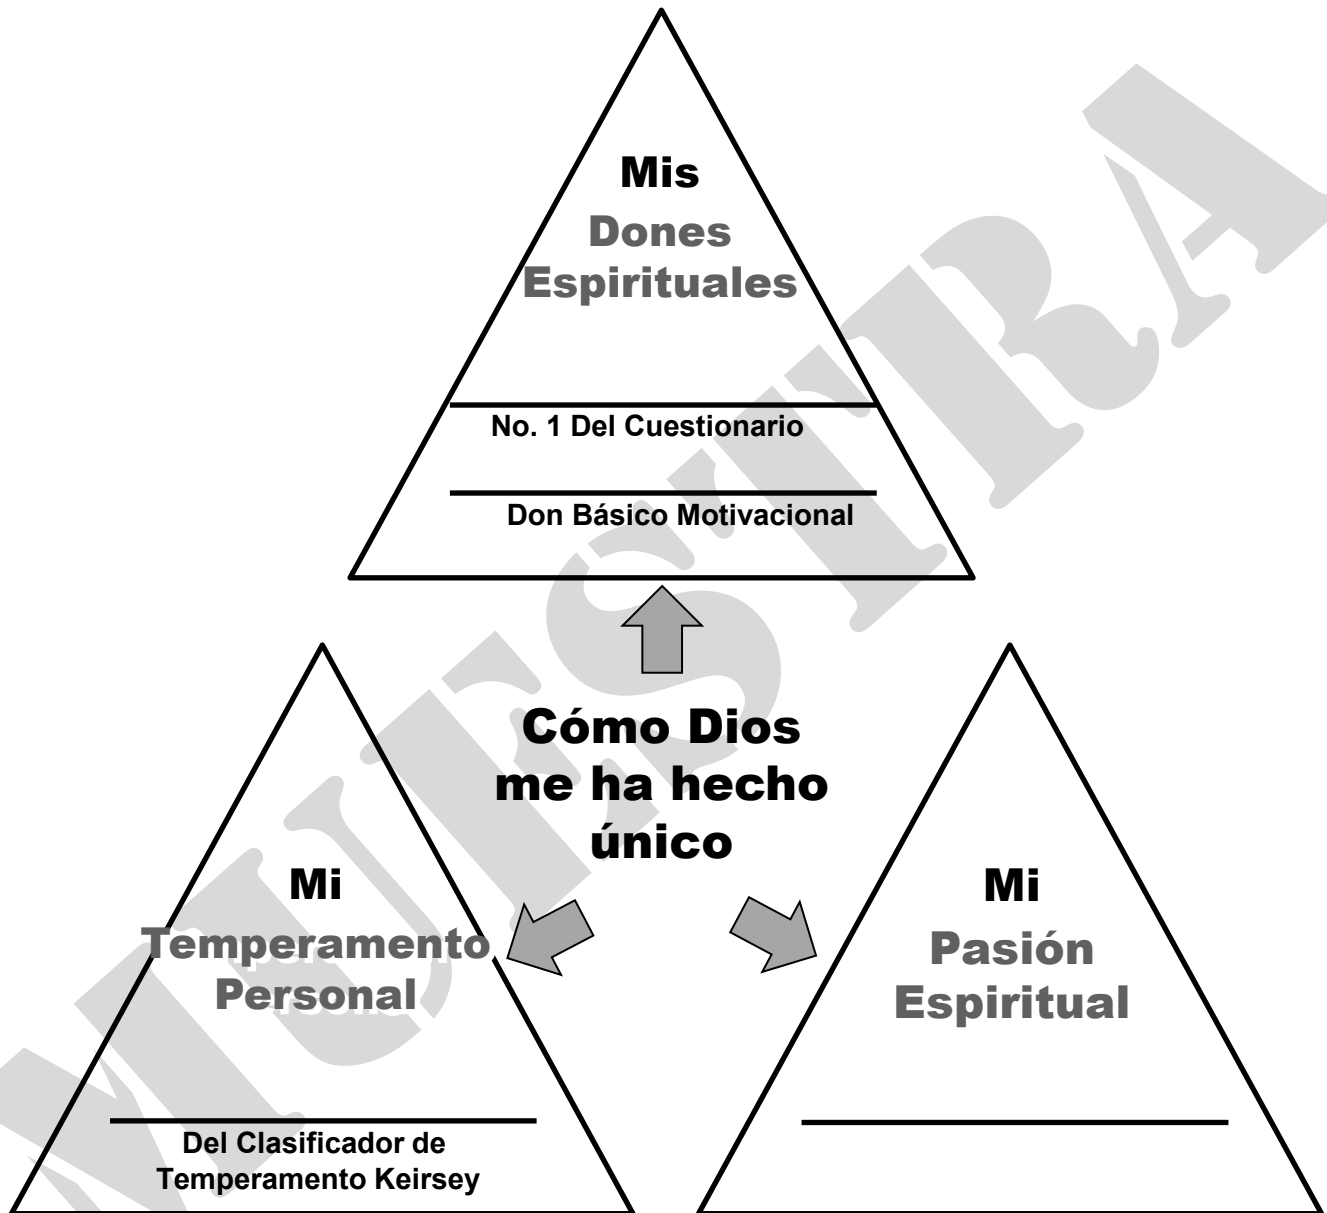 Mis
Dones
Espirituales
No. 1 Del Cuestionario
Don Básico Motivacional
Cómo Dios
me ha hecho
único
Mi
Temperamento
Personal
Del Clasificador de
Temperamento Keirsey
Mi
Pasión
Espiritual
MUESTRA